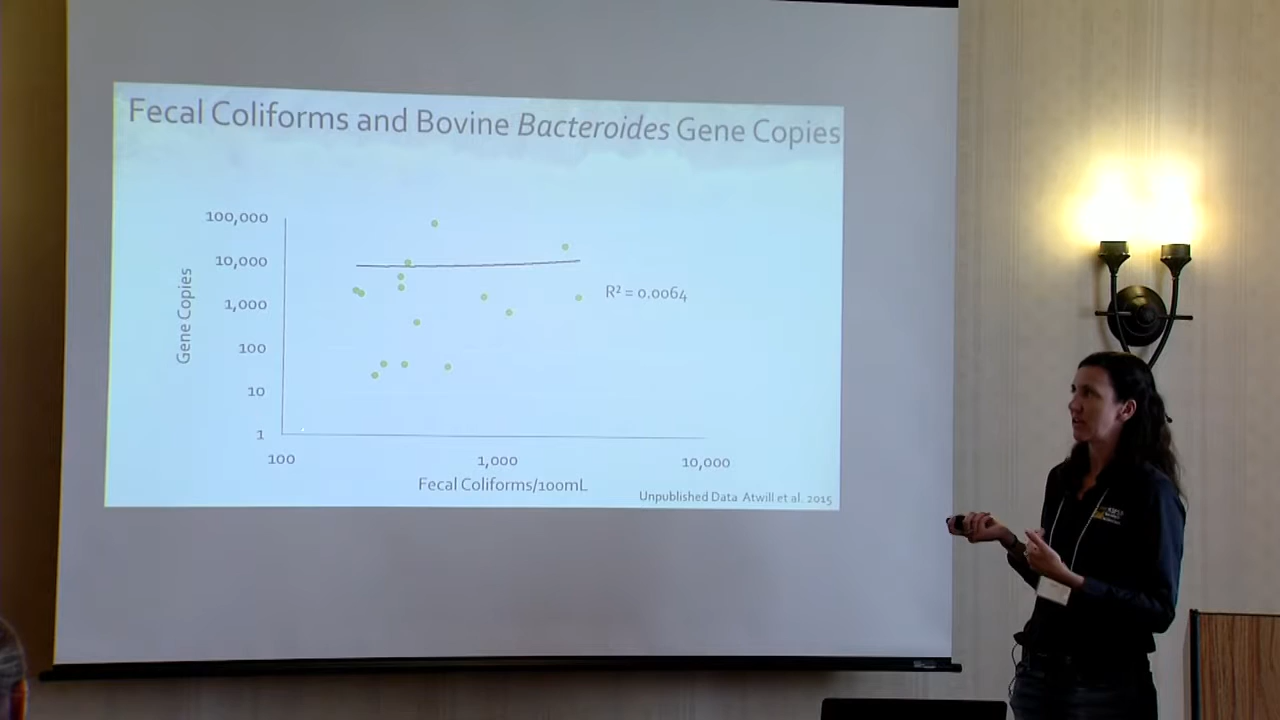 Fecal Coliforms and Bovine Bacteroides Gene Copies
100,000
10,000
1,000
100
10
1
Gene Copies
R² = 0.0064
100
1,000
10,000
Fecal Coliforms/100mL
Unpublished Data Atwill et al. 2015